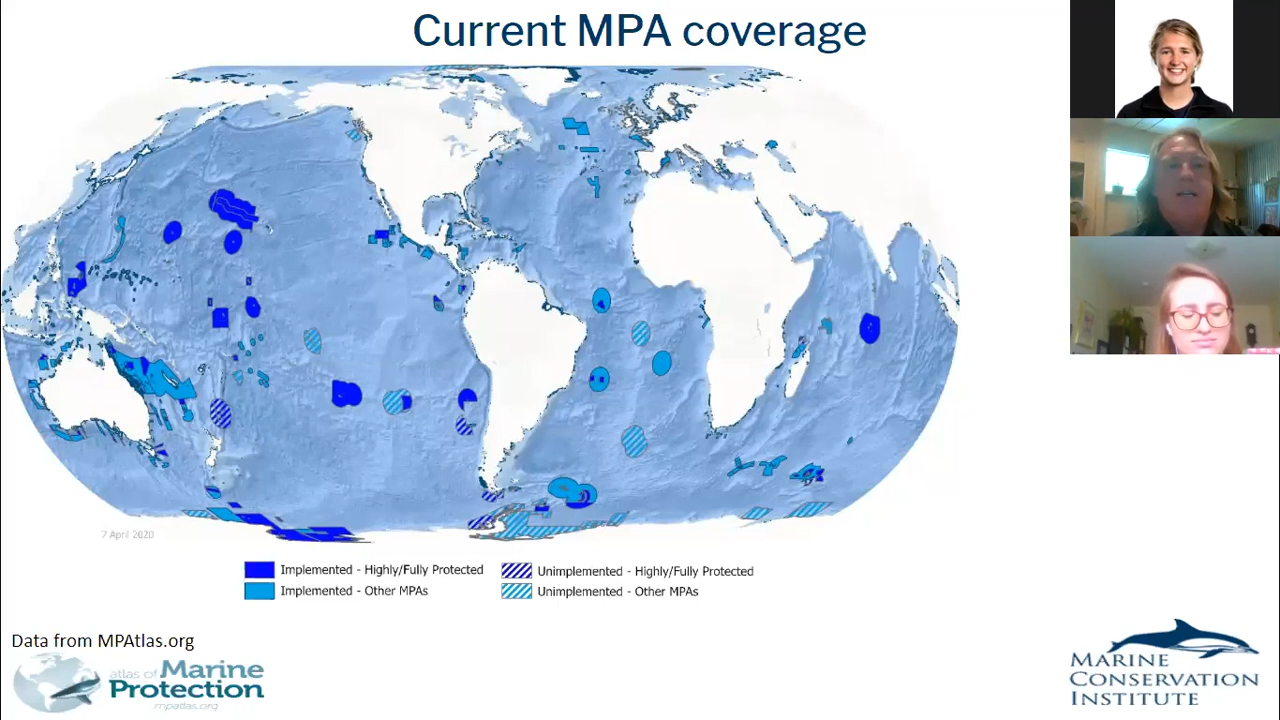 Current MPA coverage
7 April 2020
Implemented - Highly/Fully Protected
Unimplemented - Highly/Fully Protected
Implemented - Other MPAs
Unimplemented - Other MPAs
Data from MPAtlas.org
atlas of Marine
Protection
mpatlas.org
MARINE
CONSERVATION
INSTITUTE